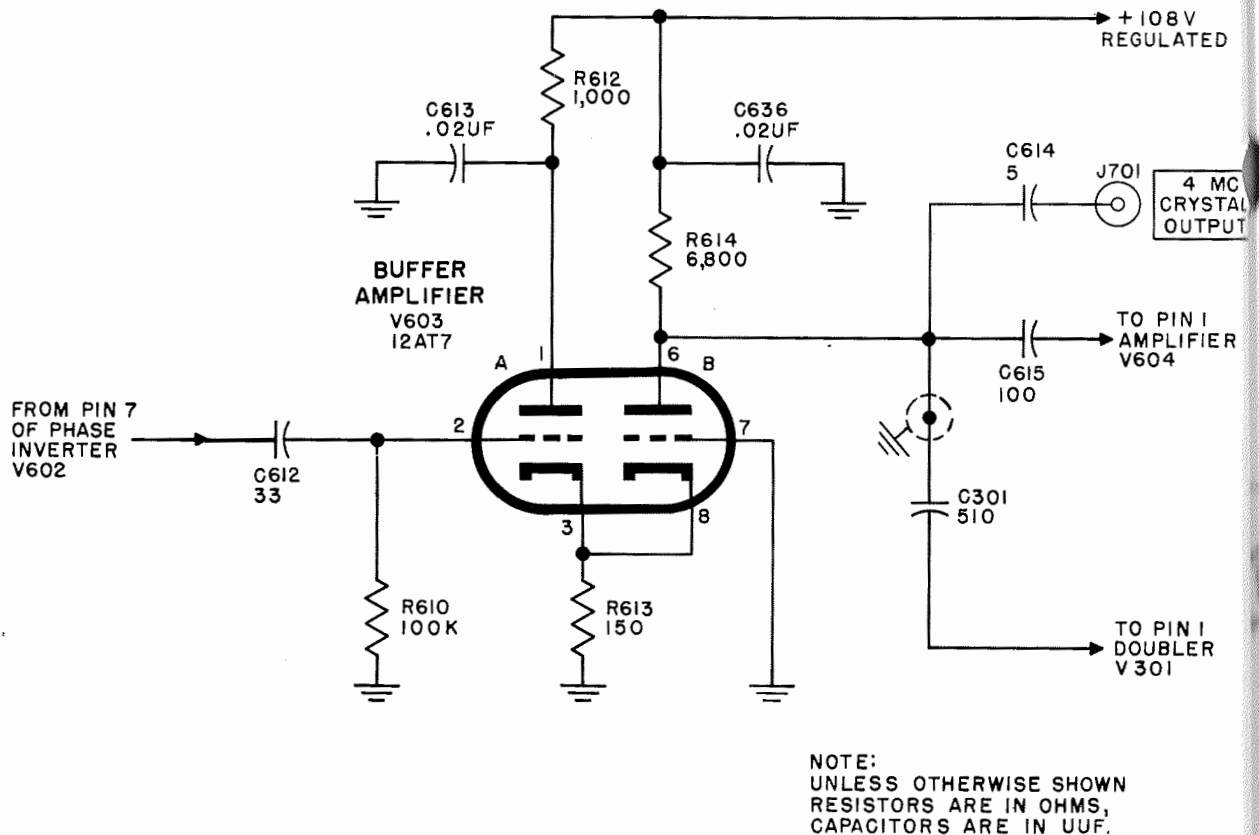 +108V
REGULATED
R612
1,000
C613
.02UF
C636
.02UF
C614
5
J701
4 MC
CRYSTAL
OUTPUT
R614
6,800
BUFFER
AMPLIFIER
V603
12AT7
A
1
6
B
TO PIN 1
AMPLIFIER
V604
C615
100
FROM PIN 7
OF PHASE
INVERTER
V602
C612
33
2
7
3
8
C301
510
R610
100K
R613
150
TO PIN 1
DOUBLER
V301
NOTE:
UNLESS OTHERWISE SHOWN
RESISTORS ARE IN OHMS,
CAPACITORS ARE IN UUF.